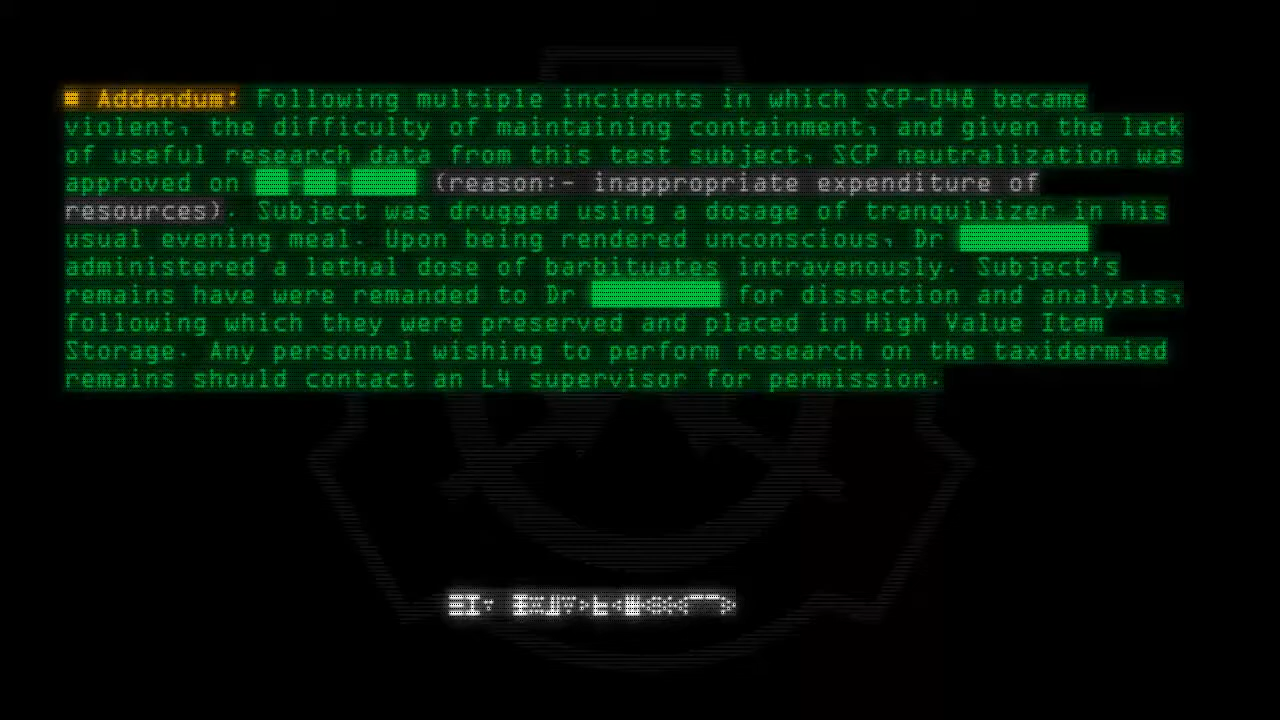 ■ Addendum: Following multiple incidents in which SCP-048 became
violent, the difficulty of maintaining containment, and given the lack
of useful research data from this test subject, SCP neutralization was
approved on ██-██-████ (reason:- inappropriate expenditure of
resources). Subject was drugged using a dosage of tranquilizer in his
usual evening meal. Upon being rendered unconscious, Dr ████████
administered a lethal dose of barbituates intravenously. Subject's
remains have were remanded to Dr ████████ for dissection and analysis,
following which they were preserved and placed in High Value Item
Storage. Any personnel wishing to perform research on the taxidermied
remains should contact an L4 supervisor for permission.